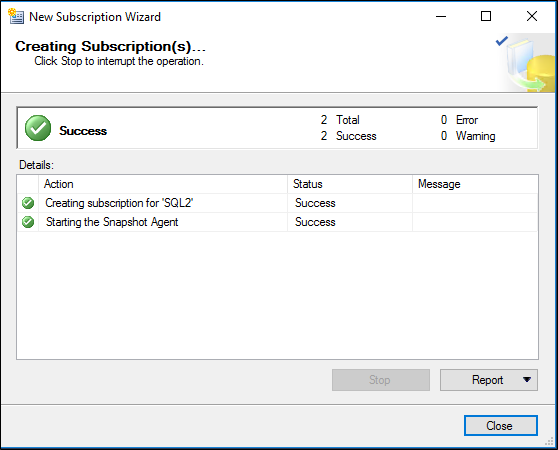 New Subscription Wizard
Creating Subscription(s)...
Click Stop to interrupt the operation.
Success
2 Total 0 Error
2 Success 0 Warning
Details:
Action Status Message
Creating subscription for 'SQL2' Success
Starting the Snapshot Agent Success
Stop Report
Close